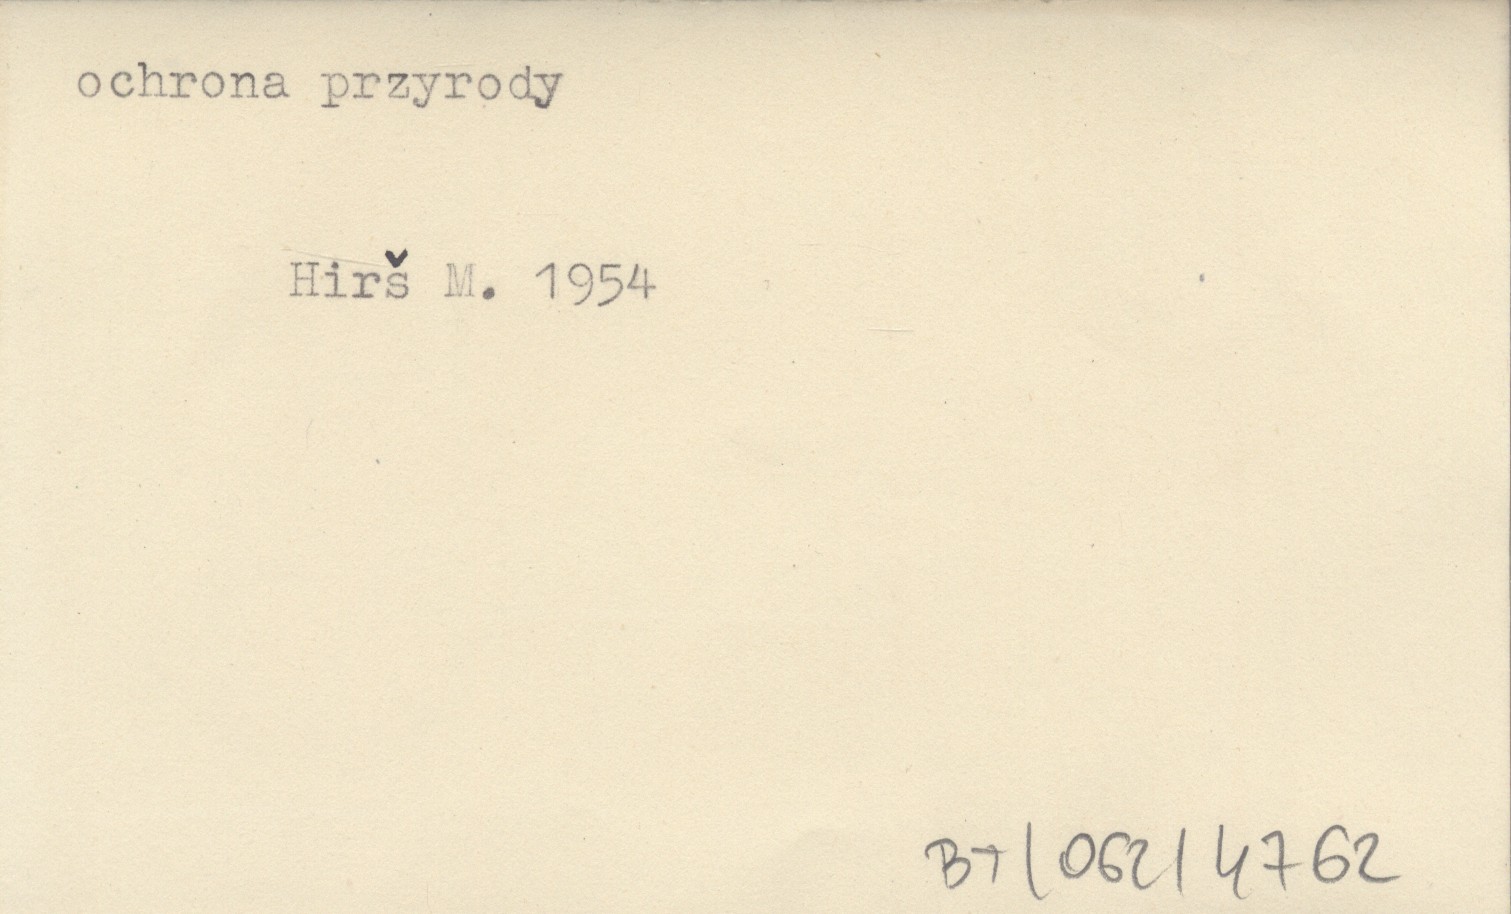 ochrona przyrody
Hirš M. 1954
BT/062/4762